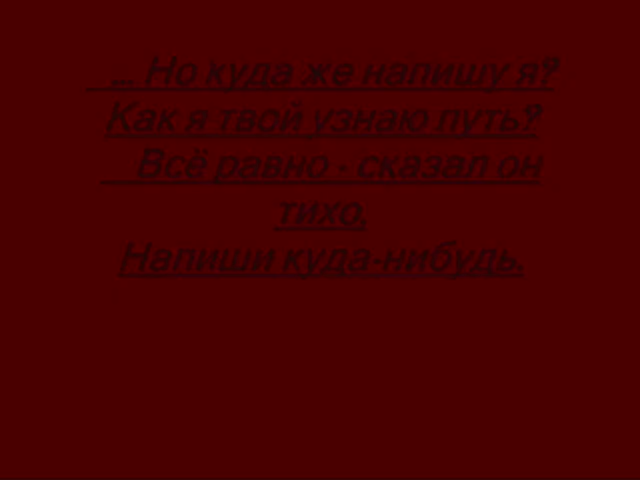 ... Но куда же напишу я?
Как я твой узнаю путь?
Всё равно - сказал он
тихо.
Напиши куда-нибудь.